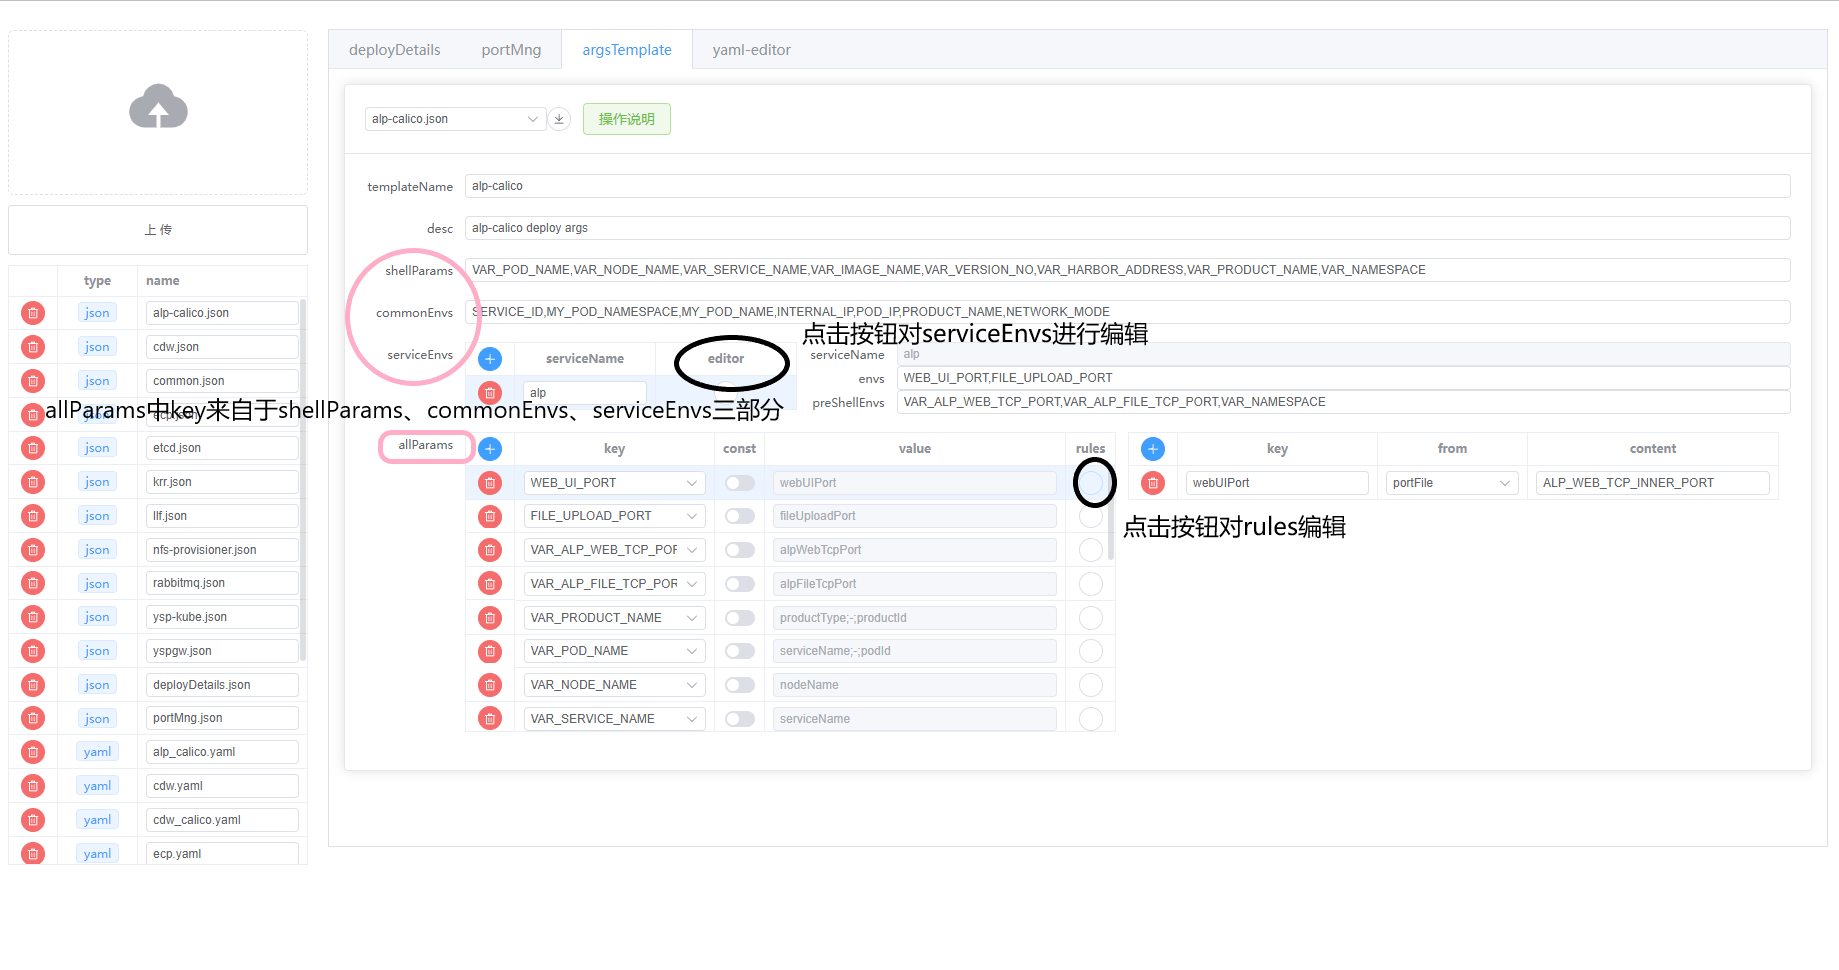 deployDetails portMng argsTemplate yaml-editor
alp-calico.json 操作说明
上 传
type name
json alp-calico.json
json cdw.json
json common.json
json ecp.json
json etcd.json
json krr.json
json llf.json
json nfs-provisioner.json
json rabbitmq.json
json ysp-kube.json
json yspgw.json
json deployDetails.json
json portMng.json
yaml alp_calico.yaml
yaml cdw.yaml
yaml cdw_calico.yaml
yaml ecp.yaml
templateName alp-calico
desc alp-calico deploy args
shellParams VAR_POD_NAME,VAR_NODE_NAME,VAR_SERVICE_NAME,VAR_IMAGE_NAME,VAR_VERSION_NO,VAR_HARBOR_ADDRESS,VAR_PRODUCT_NAME,VAR_NAMESPACE
commonEnvs SERVICE_ID,MY_POD_NAMESPACE,MY_POD_NAME,INTERNAL_IP,POD_IP,PRODUCT_NAME,NETWORK_MODE
点击按钮对serviceEnvs进行编辑
serviceEnvs serviceName editor
alp
serviceName alp
envs WEB_UI_PORT,FILE_UPLOAD_PORT
preShellEnvs VAR_ALP_WEB_TCP_PORT,VAR_ALP_FILE_TCP_PORT,VAR_NAMESPACE
allParams中key来自于shellParams、commonEnvs、serviceEnvs三部分
allParams key const value rules
WEB_UI_PORT webUIPort
FILE_UPLOAD_PORT fileUploadPort
VAR_ALP_WEB_TCP_POR alpWebTcpPort
VAR_ALP_FILE_TCP_POR alpFileTcpPort
VAR_PRODUCT_NAME productType;-;productId
VAR_POD_NAME serviceName;-;podId
VAR_NODE_NAME nodeName
VAR_SERVICE_NAME serviceName
key from content
webUIPort portFile ALP_WEB_TCP_INNER_PORT
点击按钮对rules编辑